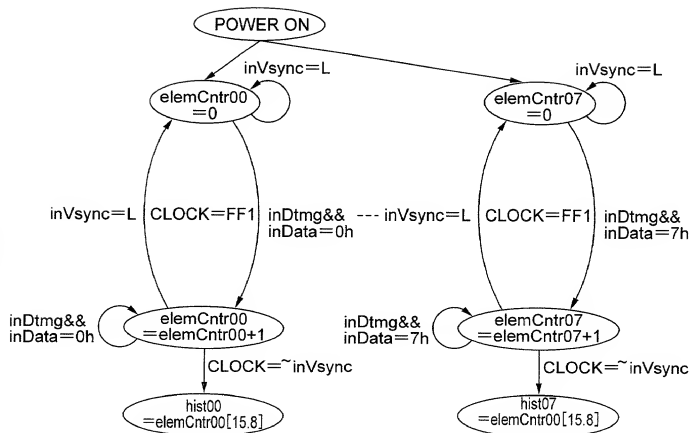 POWER ON
inVsync=L
inVsync=L
elemCntr00
=0
elemCntr07
=0
inVsync=L
CLOCK=FF1
inDtmg&&
inData=0h
---
inVsync=L
CLOCK=FF1
inDtmg&&
inData=7h
inDtmg&&
inData=0h
elemCntr00
=elemCntr00+1
inDtmg&&
inData=7h
elemCntr07
=elemCntr07+1
CLOCK=~inVsync
CLOCK=~inVsync
hist00
=elemCntr00[15.8]
hist07
=elemCntr00[15.8]